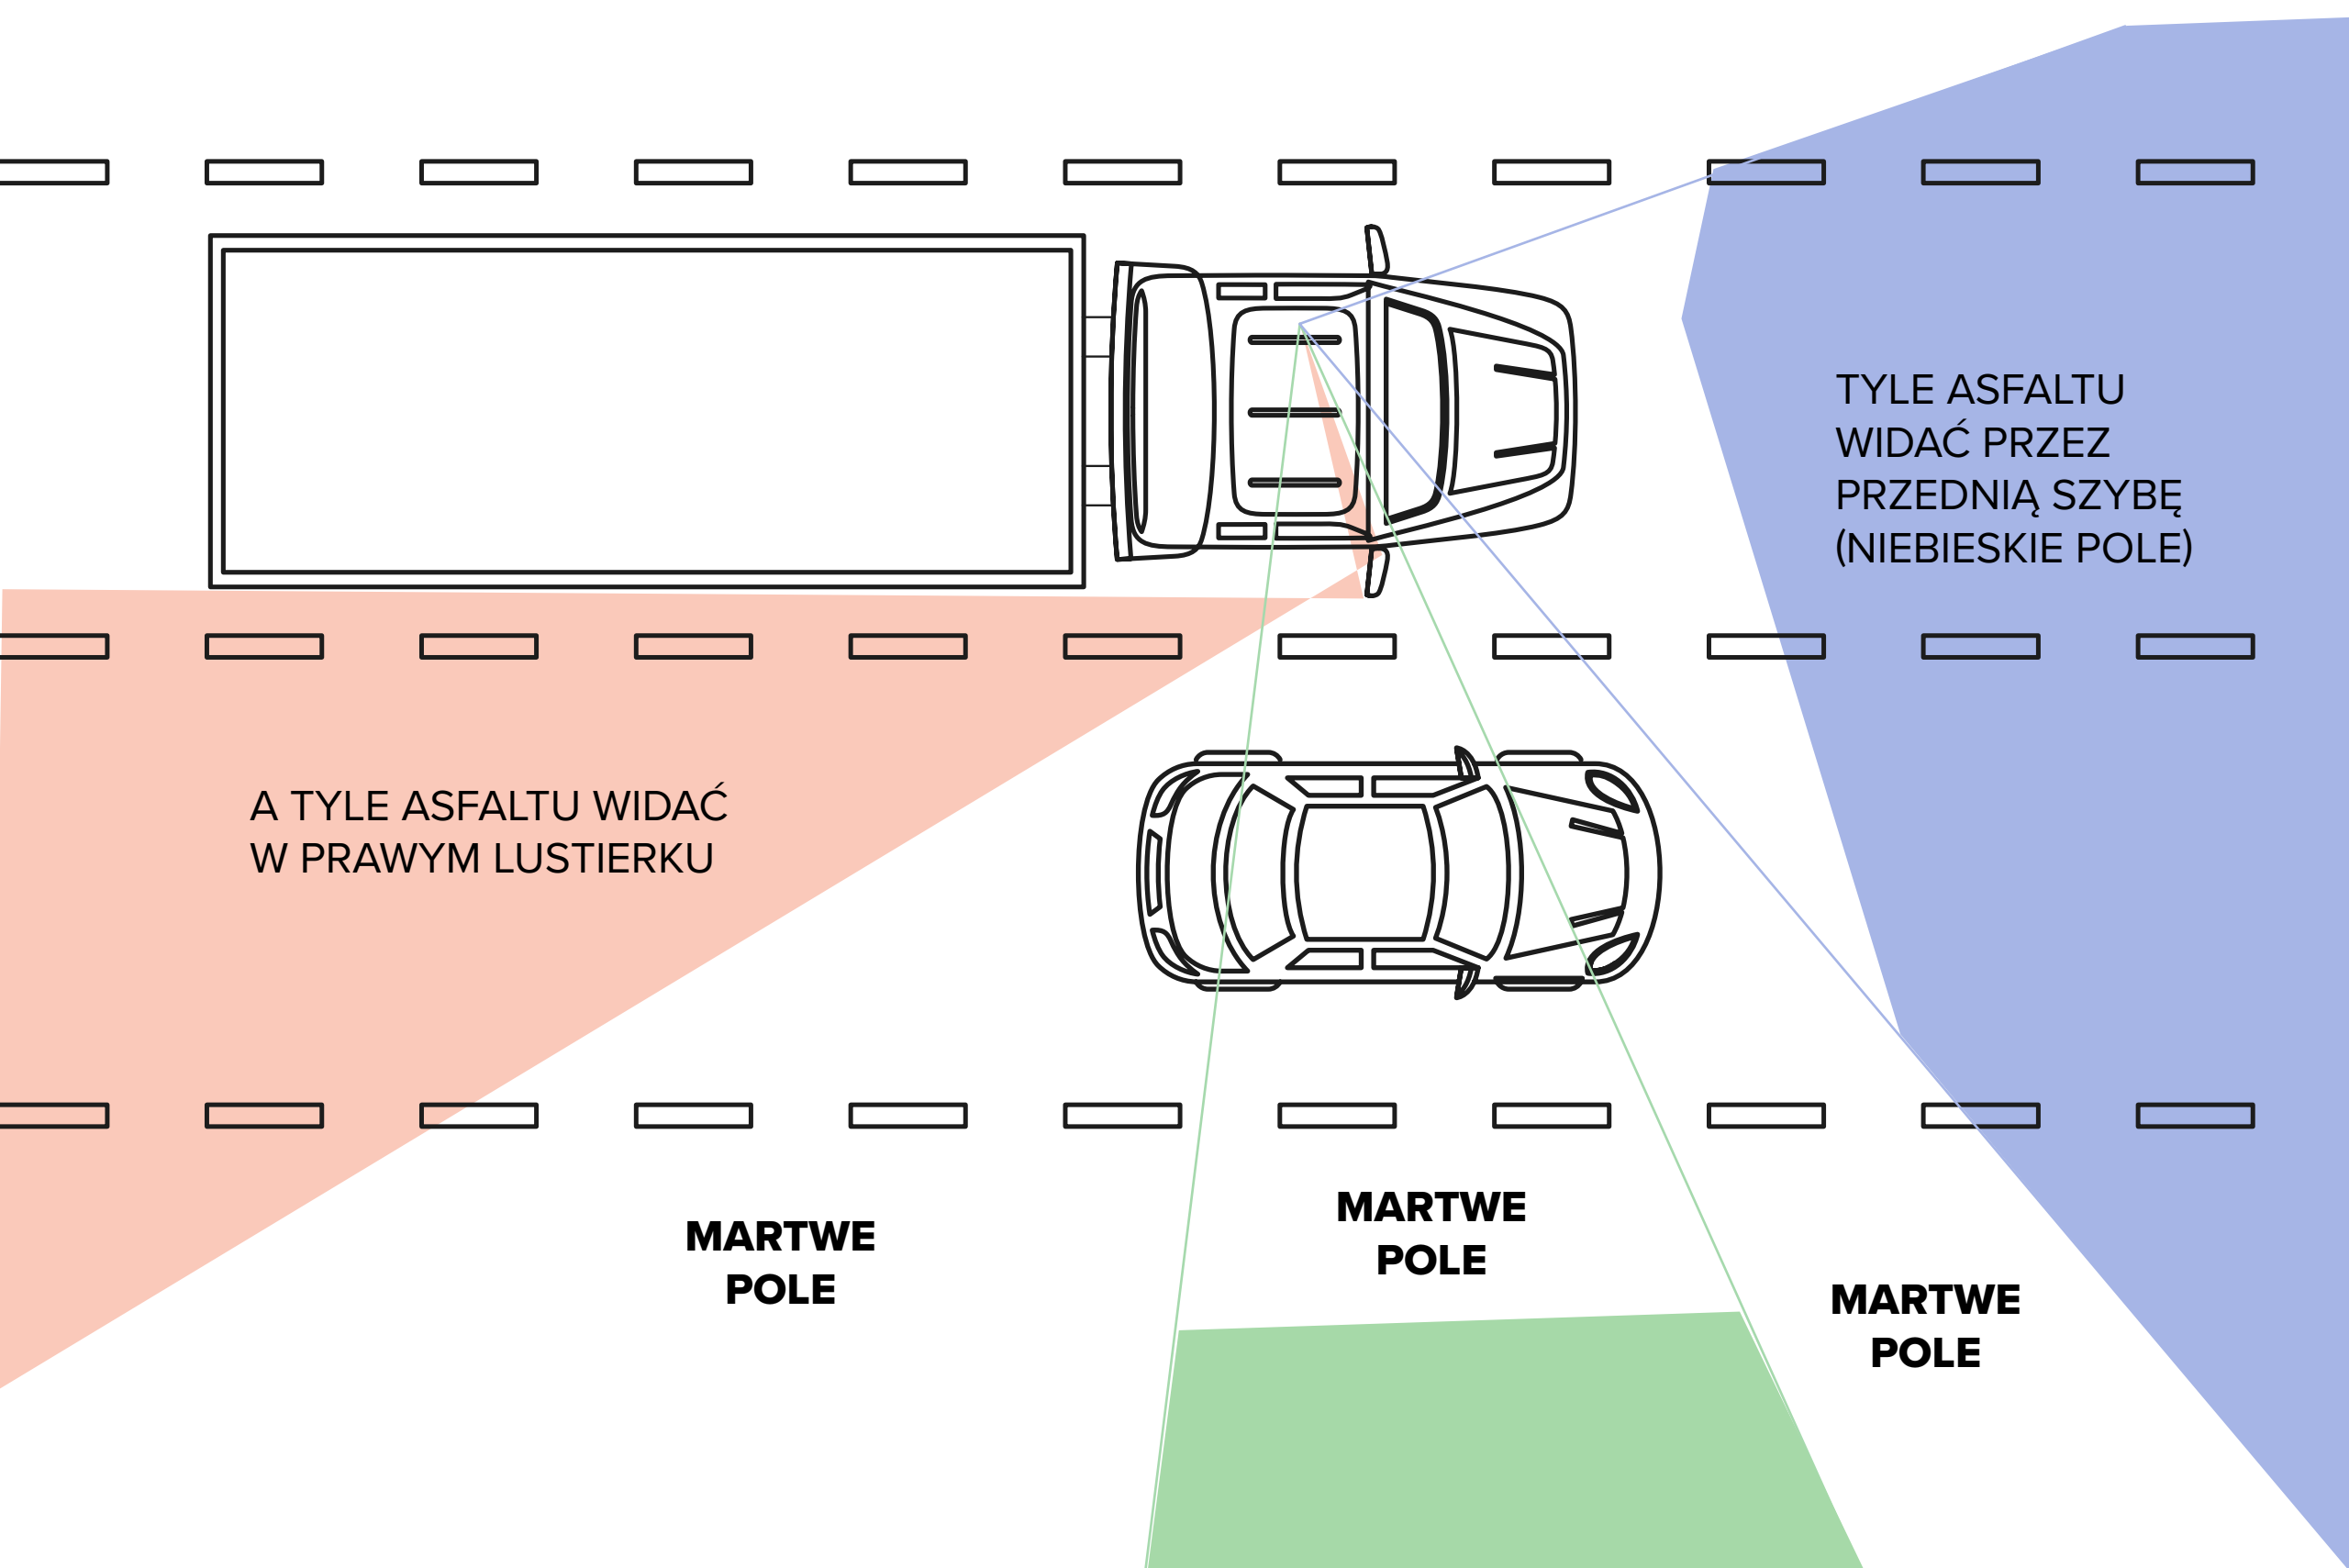 TYLE ASFALTU
WIDAĆ PRZEZ
PRZEDNIĄ SZYBĘ
(NIEBIESKIE POLE)
A TYLE ASFALTU WIDAĆ
W PRAWYM LUSTIERKU
MARTWE
POLE
MARTWE
POLE
MARTWE
POLE